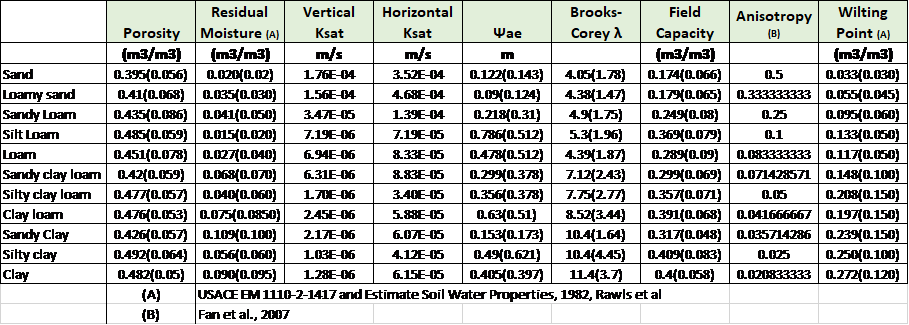 Porosity Residual Moisture (A) Vertical Ksat Horizontal Ksat Ψae Brooks-Corey λ Field Capacity Anisotropy (B) Wilting Point (A)
(m3/m3) (m3/m3) m/s m/s m (m3/m3) (m3/m3)
Sand 0.395(0.056) 0.020(0.02) 1.76E-04 3.52E-04 0.122(0.143) 4.05(1.78) 0.174(0.066) 0.5 0.033(0.030)
Loamy sand 0.41(0.068) 0.035(0.030) 1.56E-04 4.68E-04 0.09(0.124) 4.38(1.47) 0.179(0.065) 0.333333333 0.055(0.045)
Sandy Loam 0.435(0.086) 0.041(0.050) 3.47E-05 1.39E-04 0.218(0.31) 4.9(1.75) 0.249(0.08) 0.25 0.095(0.060)
Silt Loam 0.485(0.059) 0.015(0.020) 7.19E-06 7.19E-05 0.786(0.512) 5.3(1.96) 0.369(0.079) 0.1 0.133(0.050)
Loam 0.451(0.078) 0.027(0.040) 6.94E-06 8.33E-05 0.478(0.512) 4.39(1.87) 0.289(0.09) 0.083333333 0.117(0.050)
Sandy clay loam 0.42(0.059) 0.068(0.070) 6.31E-06 8.83E-05 0.299(0.378) 7.12(2.43) 0.299(0.069) 0.071428571 0.148(0.100)
Silty clay loam 0.477(0.057) 0.040(0.060) 1.70E-06 3.40E-05 0.356(0.378) 7.75(2.77) 0.357(0.071) 0.05 0.208(0.150)
Clay loam 0.476(0.053) 0.075(0.0850) 2.45E-06 5.88E-05 0.63(0.51) 8.52(3.44) 0.391(0.068) 0.041666667 0.197(0.150)
Sandy Clay 0.426(0.057) 0.109(0.100) 2.17E-06 6.07E-05 0.153(0.173) 10.4(1.64) 0.317(0.048) 0.035714286 0.239(0.150)
Silty clay 0.492(0.064) 0.056(0.060) 1.03E-06 4.12E-05 0.49(0.621) 10.4(4.45) 0.409(0.083) 0.025 0.250(0.100)
Clay 0.482(0.05) 0.090(0.095) 1.28E-06 6.15E-05 0.405(0.397) 11.4(3.7) 0.4(0.058) 0.020833333 0.272(0.120)
(A) USACE EM 1110-2-1417 and Estimate Soil Water Properties, 1982, Rawls et al
(B) Fan et al., 2007